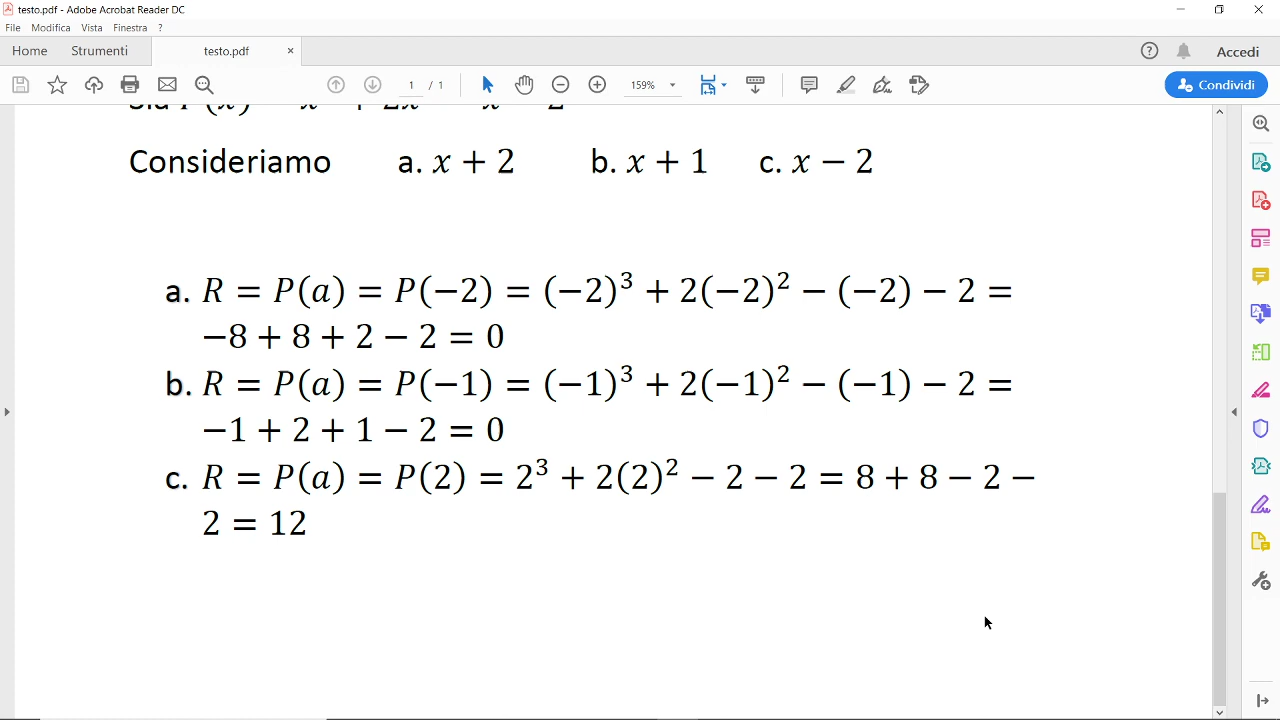 testo.pdf - Adobe Acrobat Reader DC
File Modifica Vista Finestra ?
Home Strumenti testo.pdf × Accedi
1 / 1 159% Condividi
Consideriamo a. x + 2 b. x + 1 c. x − 2
a. R = P(a) = P(−2) = (−2)³ + 2(−2)² − (−2) − 2 =
−8 + 8 + 2 − 2 = 0
b. R = P(a) = P(−1) = (−1)³ + 2(−1)² − (−1) − 2 =
−1 + 2 + 1 − 2 = 0
c. R = P(a) = P(2) = 2³ + 2(2)² − 2 − 2 = 8 + 8 − 2 −
2 = 12